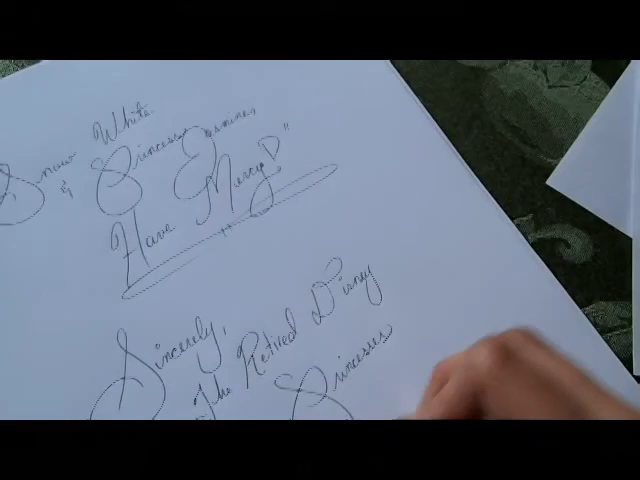 Snow White
& Princess Jasmine,
Have Mercy!"
Sincerely,
The Retired Disney
Princesses